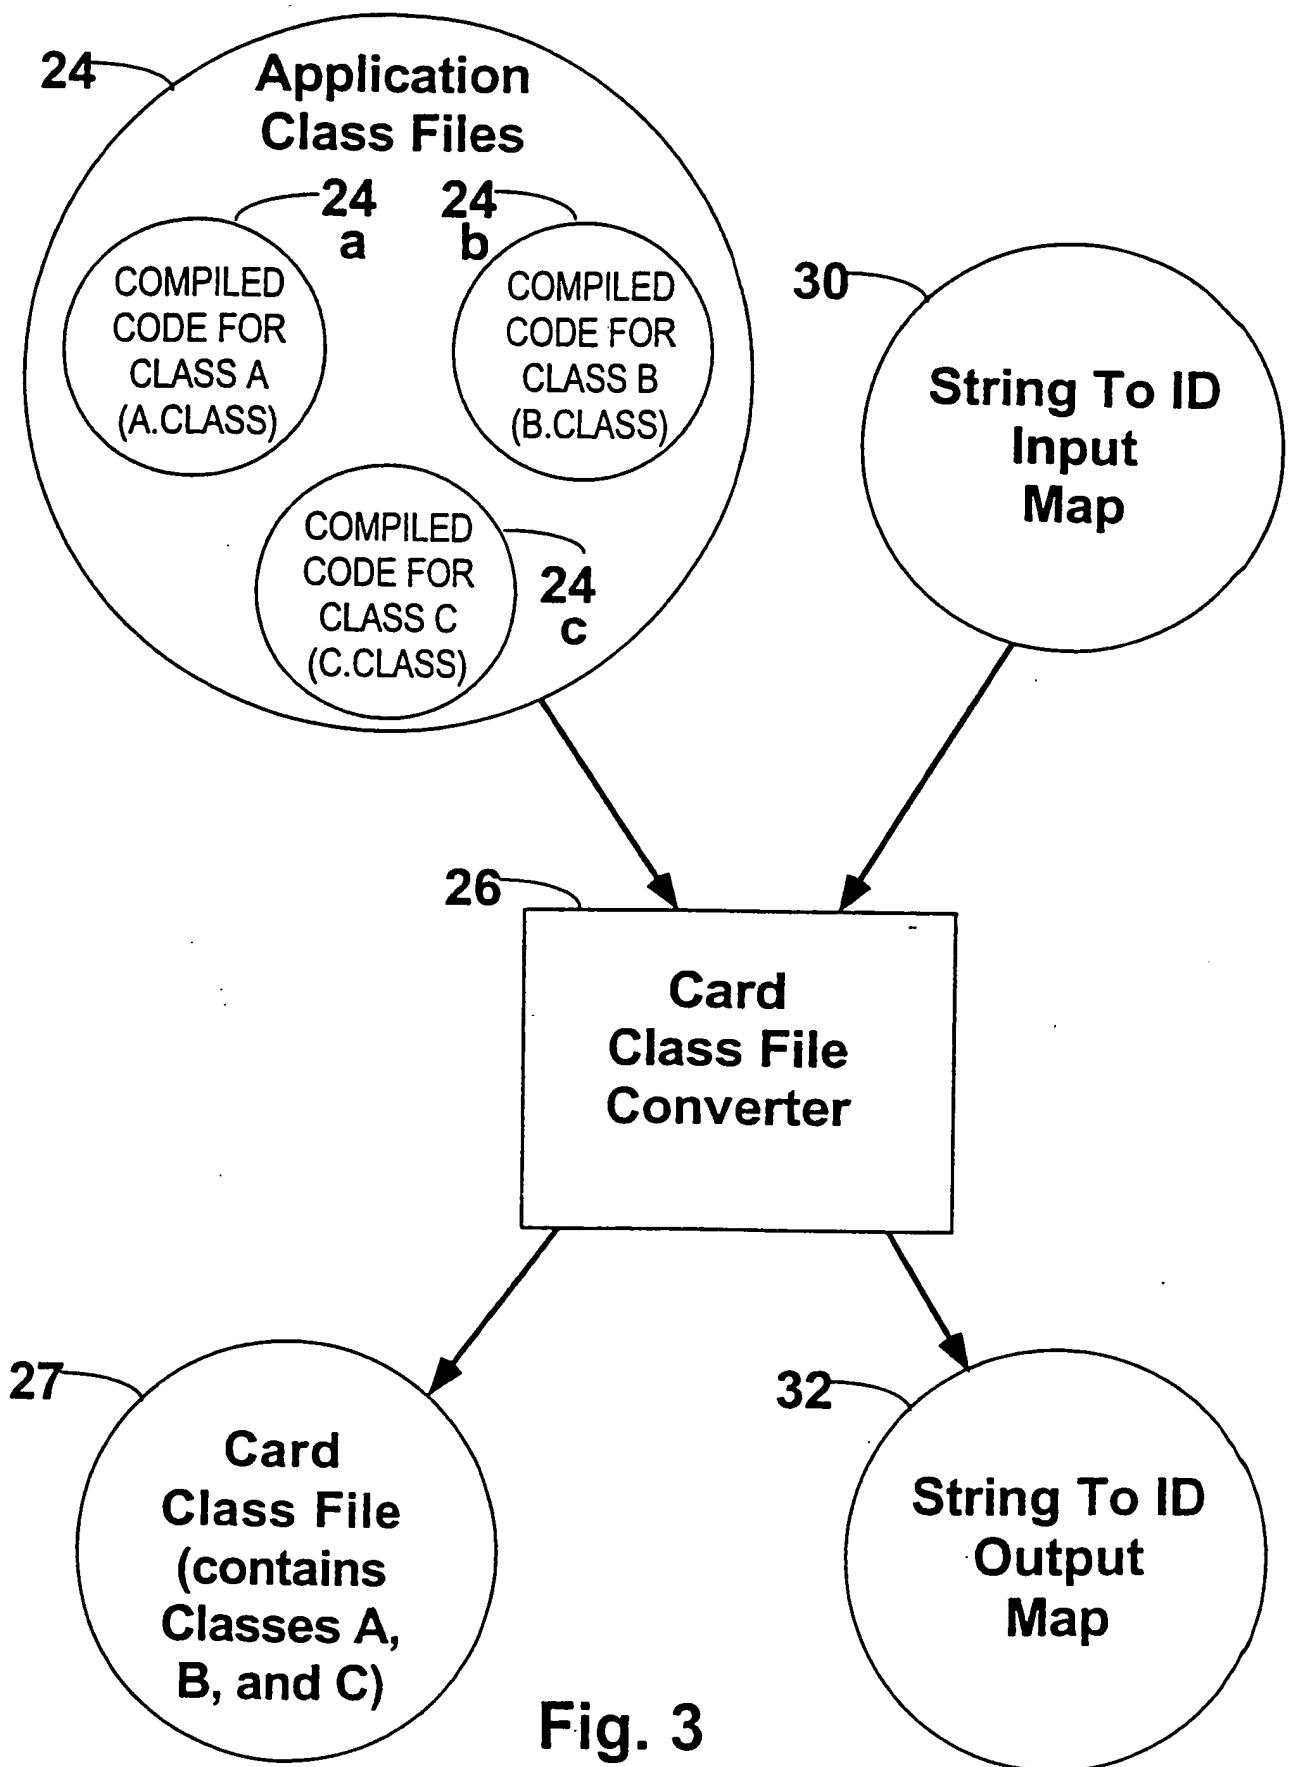 24
Application
Class Files
24
a
24
b
COMPILED
CODE FOR
CLASS A
(A.CLASS)
COMPILED
CODE FOR
CLASS B
(B.CLASS)
COMPILED
CODE FOR
CLASS C
(C.CLASS)
24
c
30
String To ID
Input
Map
26
Card
Class File
Converter
27
Card
Class File
(contains
Classes A,
B, and C)
32
String To ID
Output
Map
Fig. 3